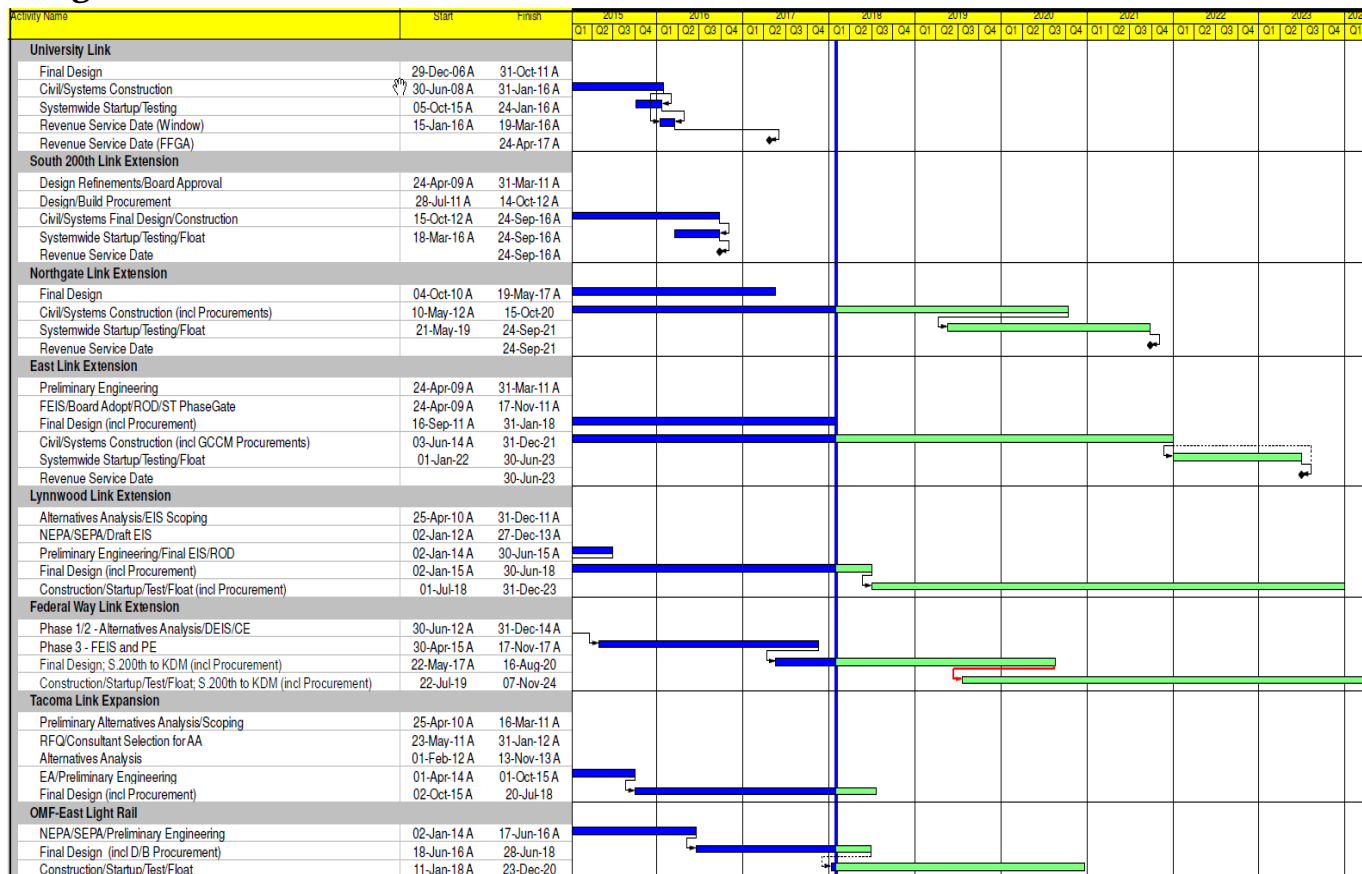 Activity Name Start Finish 2015 2016 2017 2018 2019 2020 2021 2022 2023
Q1 Q2 Q3 Q4 Q1 Q2 Q3 Q4 Q1 Q2 Q3 Q4 Q1 Q2 Q3 Q4 Q1 Q2 Q3 Q4 Q1 Q2 Q3 Q4 Q1 Q2 Q3 Q4 Q1 Q2 Q3 Q4 Q1 Q2 Q3 Q4 Q1
University Link
Final Design 29-Dec-06 A 31-Oct-11 A
Civil/Systems Construction 30-Jun-08 A 31-Jan-16 A
Systemwide Startup/Testing 05-Oct-15 A 24-Jan-16 A
Revenue Service Date (Window) 15-Jan-16 A 19-Mar-16 A
Revenue Service Date (FFGA) 24-Apr-17 A
South 200th Link Extension
Design Refinements/Board Approval 24-Apr-09 A 31-Mar-11 A
Design/Build Procurement 28-Jul-11 A 14-Oct-12 A
Civil/Systems Final Design/Construction 15-Oct-12 A 24-Sep-16 A
Systemwide Startup/Testing/Float 18-Mar-16 A 24-Sep-16 A
Revenue Service Date 24-Sep-16 A
Northgate Link Extension
Final Design 04-Oct-10 A 19-May-17 A
Civil/Systems Construction (incl Procurements) 10-May-12 A 15-Oct-20
Systemwide Startup/Testing/Float 21-May-19 24-Sep-21
Revenue Service Date 24-Sep-21
East Link Extension
Preliminary Engineering 24-Apr-09 A 31-Mar-11 A
FEIS/Board Adopt/ROD/ST PhaseGate 24-Apr-09 A 17-Nov-11 A
Final Design (incl Procurement) 16-Sep-11 A 31-Jan-18
Civil/Systems Construction (incl GCCM Procurements) 03-Jun-14 A 31-Dec-21
Systemwide Startup/Testing/Float 01-Jan-22 30-Jun-23
Revenue Service Date 30-Jun-23
Lynnwood Link Extension
Alternatives Analysis/EIS Scoping 25-Apr-10 A 31-Dec-11 A
NEPA/SEPA/Draft EIS 02-Jan-12 A 27-Dec-13 A
Preliminary Engineering/Final EIS/ROD 02-Jan-14 A 30-Jun-15 A
Final Design (incl Procurement) 02-Jan-15 A 30-Jun-18
Construction/Startup/Test/Float (incl Procurement) 01-Jul-18 31-Dec-23
Federal Way Link Extension
Phase 1/2 - Alternatives Analysis/DEIS/CE 30-Jun-12 A 31-Dec-14 A
Phase 3 - FEIS and PE 30-Apr-15 A 17-Nov-17 A
Final Design; S.200th to KDM (incl Procurement) 22-May-17 A 16-Aug-20
Construction/Startup/Test/Float; S.200th to KDM (incl Procurement) 22-Jul-19 07-Nov-24
Tacoma Link Expansion
Preliminary Alternatives Analysis/Scoping 25-Apr-10 A 16-Mar-11 A
RFQ/Consultant Selection for AA 23-May-11 A 31-Jan-12 A
Alternatives Analysis 01-Feb-12 A 13-Nov-13 A
EA/Preliminary Engineering 01-Apr-14 A 01-Oct-15 A
Final Design (incl Procurement) 02-Oct-15 A 20-Jul-18
OMF-East Light Rail
NEPA/SEPA/Preliminary Engineering 02-Jan-14 A 17-Jun-16 A
Final Design (incl D/B Procurement) 18-Jun-16 A 28-Jun-18
Construction/Startup/Test/Float 11-Jan-18 A 23-Dec-20